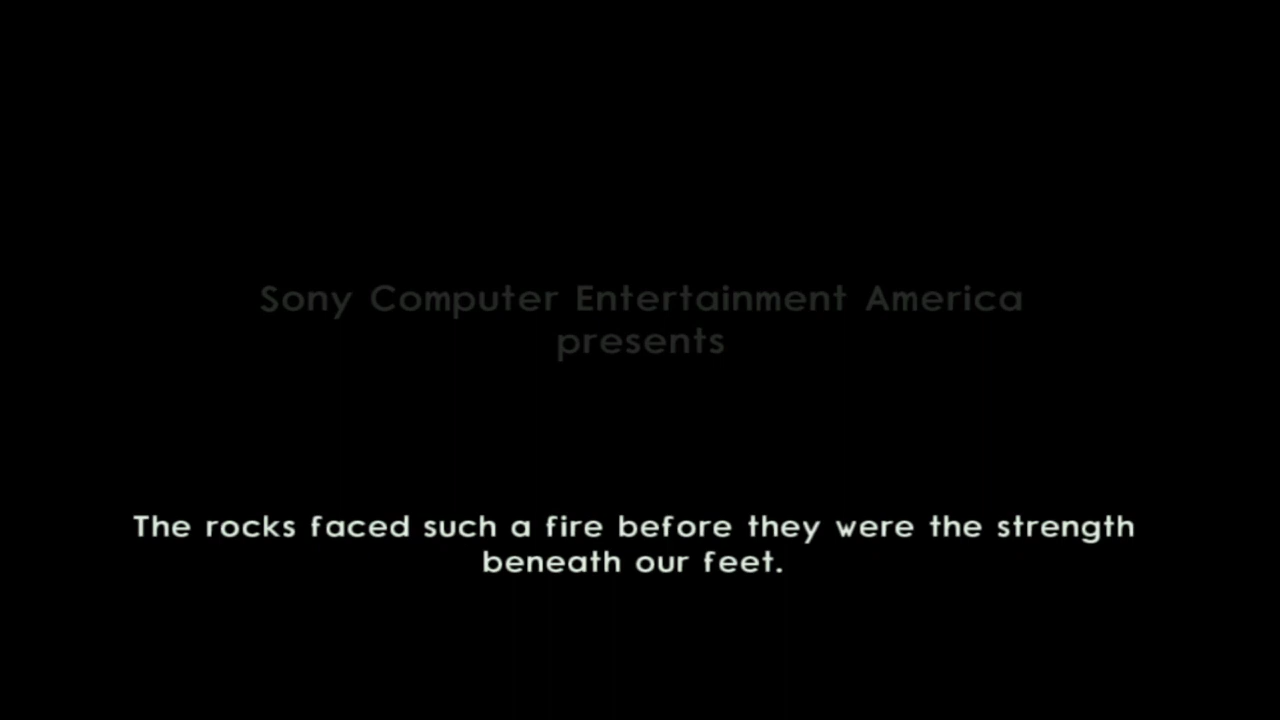 Sony Computer Entertainment America
presents
The rocks faced such a fire before they were the strength
beneath our feet.